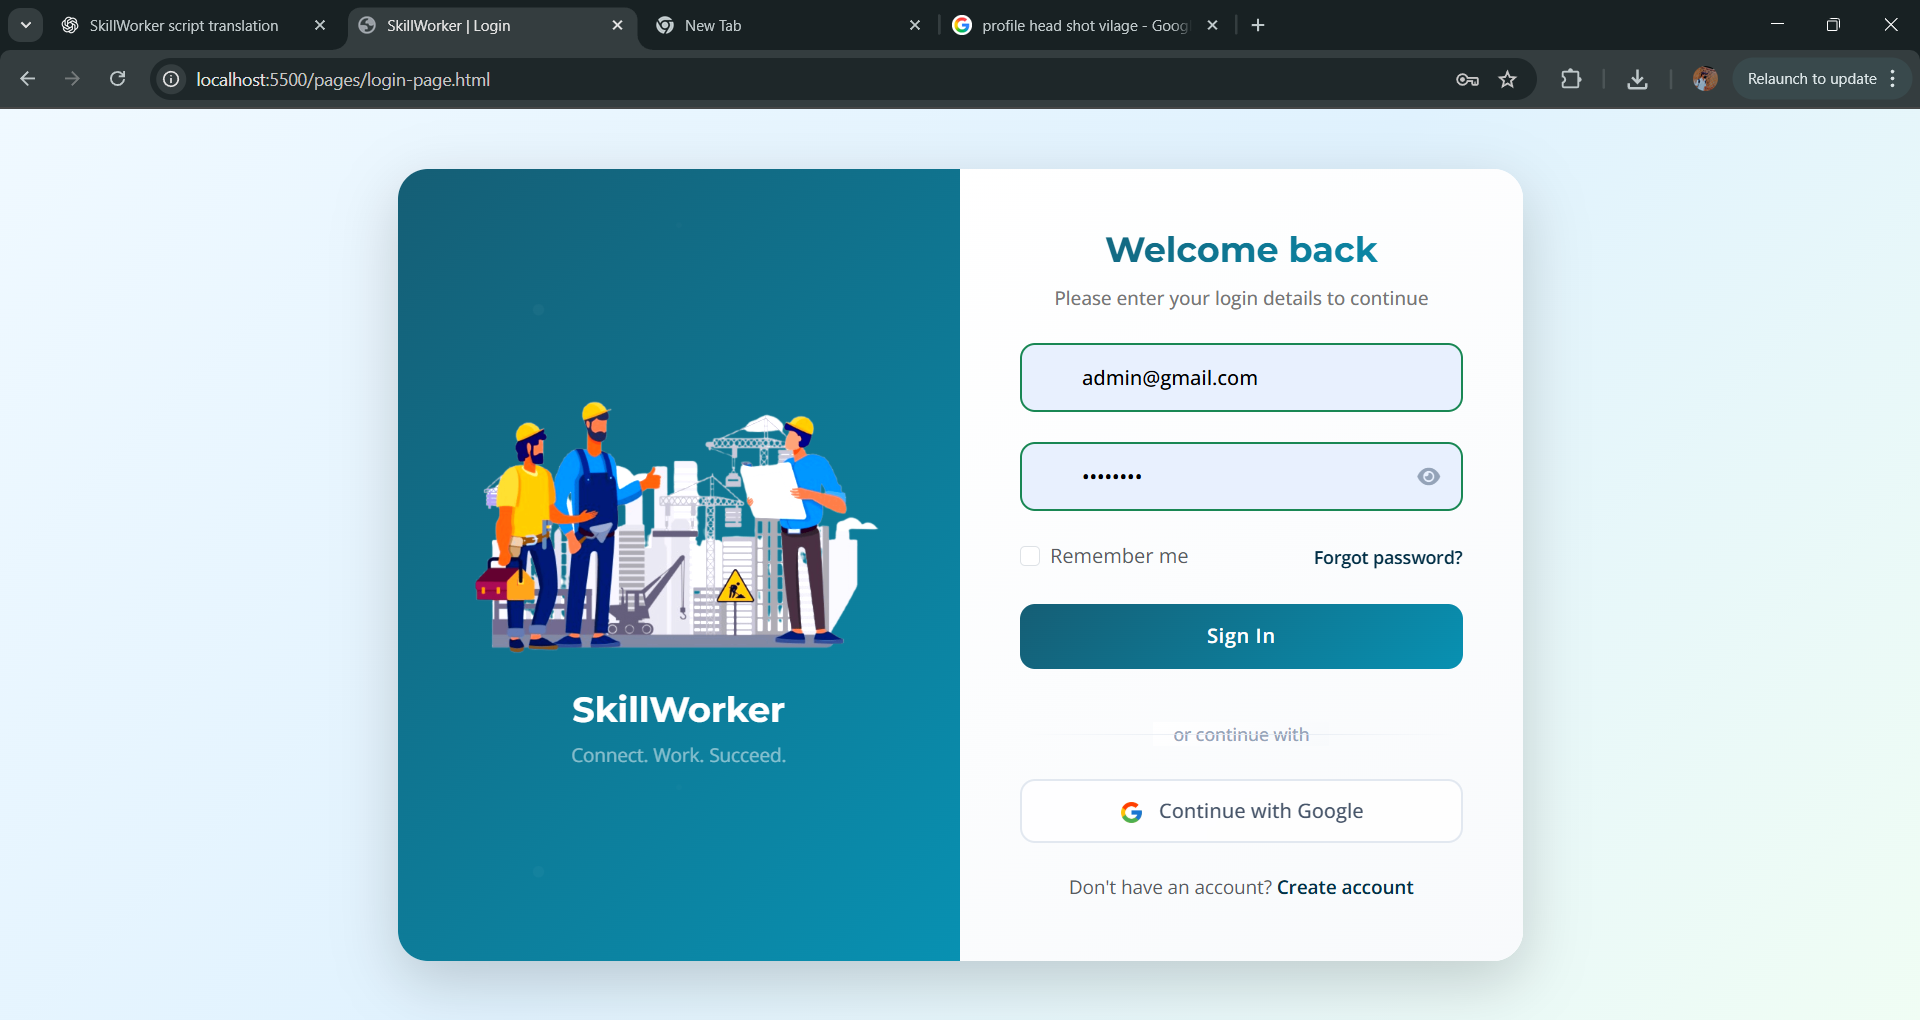 SkillWorker script translation
SkillWorker | Login
New Tab
profile head shot vilage - Goog
localhost:5500/pages/login-page.html
Relaunch to update
SkillWorker
Connect. Work. Succeed.
Welcome back
Please enter your login details to continue
admin@gmail.com
••••••••
Remember me
Forgot password?
Sign In
or continue with
Continue with Google
Don't have an account? Create account